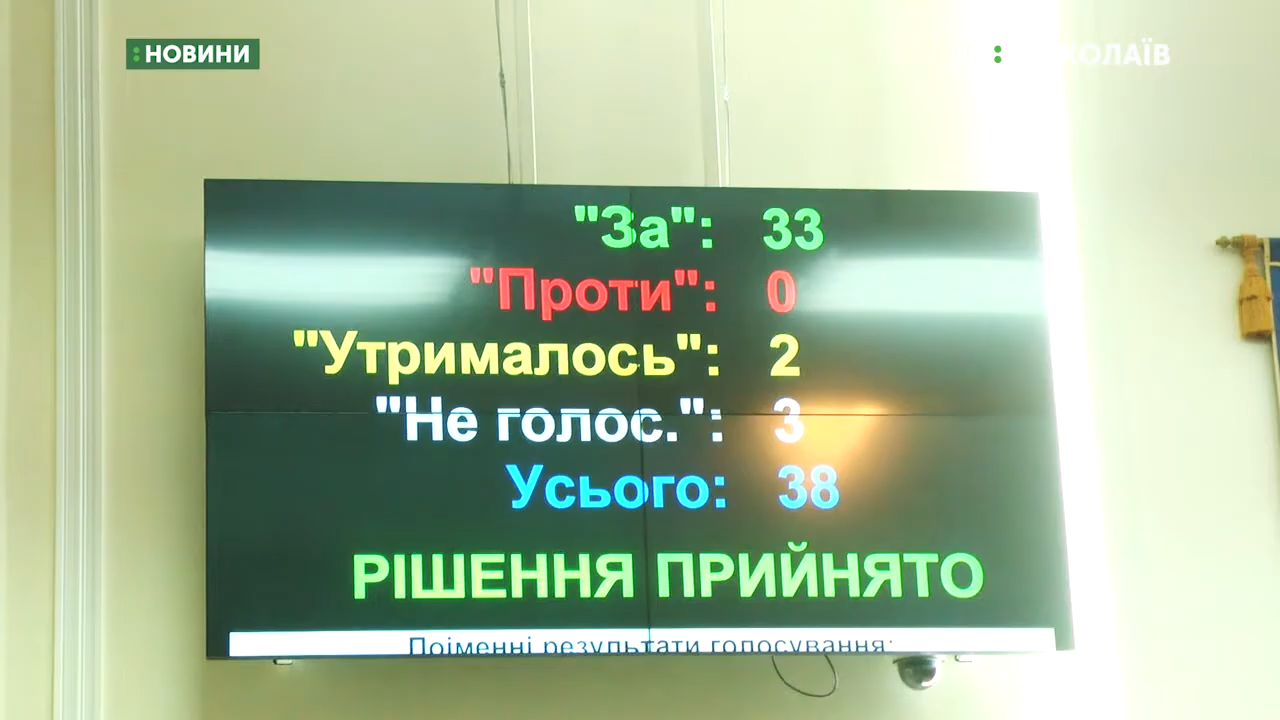 НОВИНИ
"За": 33
"Проти": 0
"Утрималось": 2
"Не голос.": 3
Усього: 38
РІШЕННЯ ПРИЙНЯТО
Поіменні результати голосування: